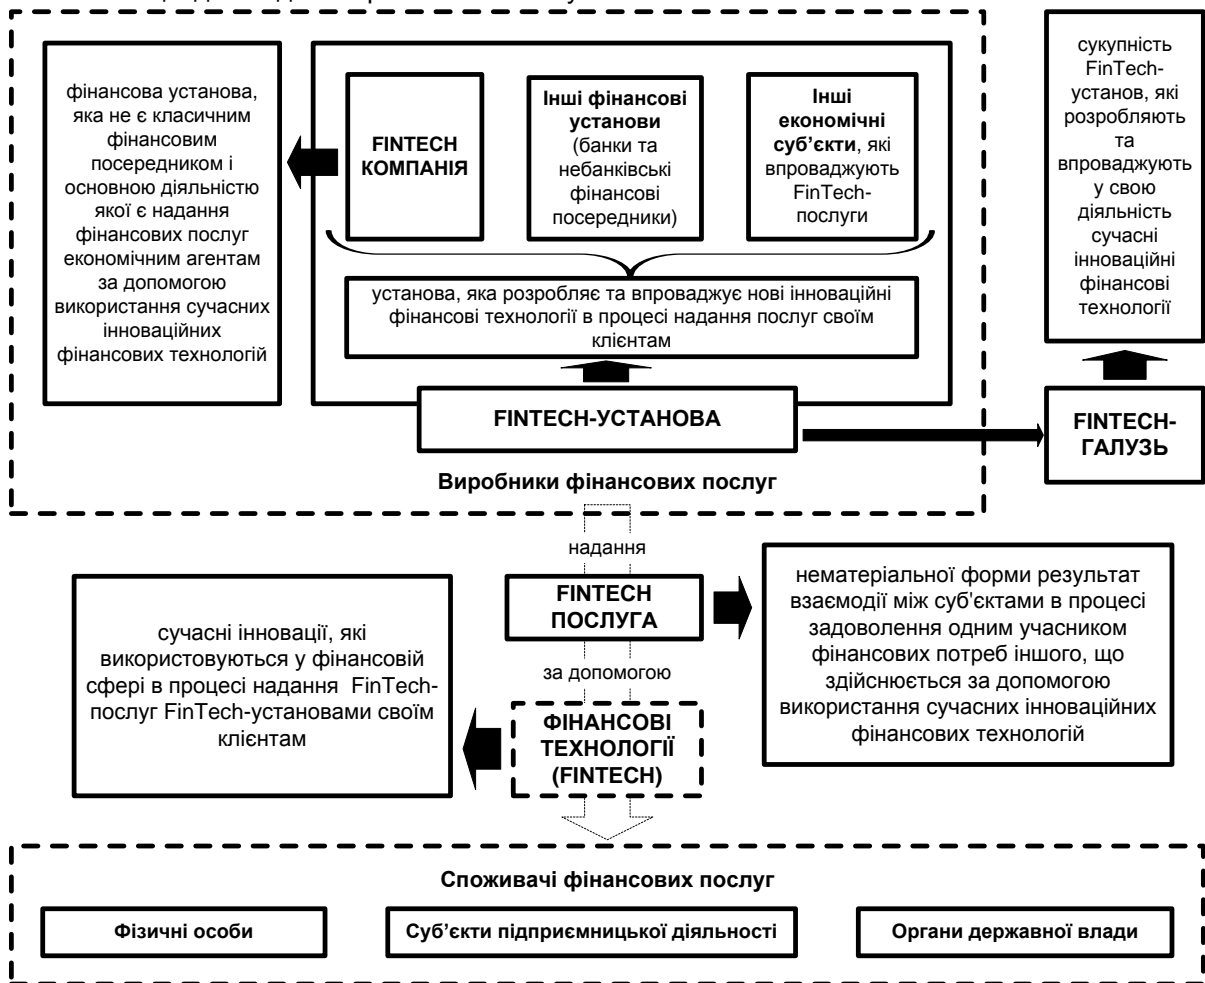 фінансова установа,
яка не є класичним
фінансовим
посередником і
основною діяльністю
якої є надання
фінансових послуг
економічним агентам
за допомогою
використання сучасних
інноваційних
фінансових технологій
FINTECH
КОМПАНІЯ
Інші фінансові
установи
(банки та
небанківські
фінансові
посередники)
Інші
економічні
суб’єкти, які
впроваджують
FinTech-
послуги
установа, яка розробляє та впроваджує нові інноваційні
фінансові технології в процесі надання послуг своїм
клієнтам
FINTECH-УСТАНОВА
Виробники фінансових послуг
сукупність
FinTech-
установ, які
розробляють
та
впроваджують
у свою
діяльність
сучасні
інноваційні
фінансові
технології
FINTECH-
ГАЛУЗЬ
надання
FINTECH
ПОСЛУГА
нематеріальної форми результат
взаємодії між суб'єктами в процесі
задоволення одним учасником
фінансових потреб іншого, що
здійснюється за допомогою
використання сучасних інноваційних
фінансових технологій
за допомогою
ФІНАНСОВІ
ТЕХНОЛОГІЇ
(FINTECH)
сучасні інновації, які
використовуються у фінансовій
сфері в процесі надання FinTech-
послуг FinTech-установами своїм
клієнтам
Споживачі фінансових послуг
Фізичні особи
Суб’єкти підприємницької діяльності
Органи державної влади